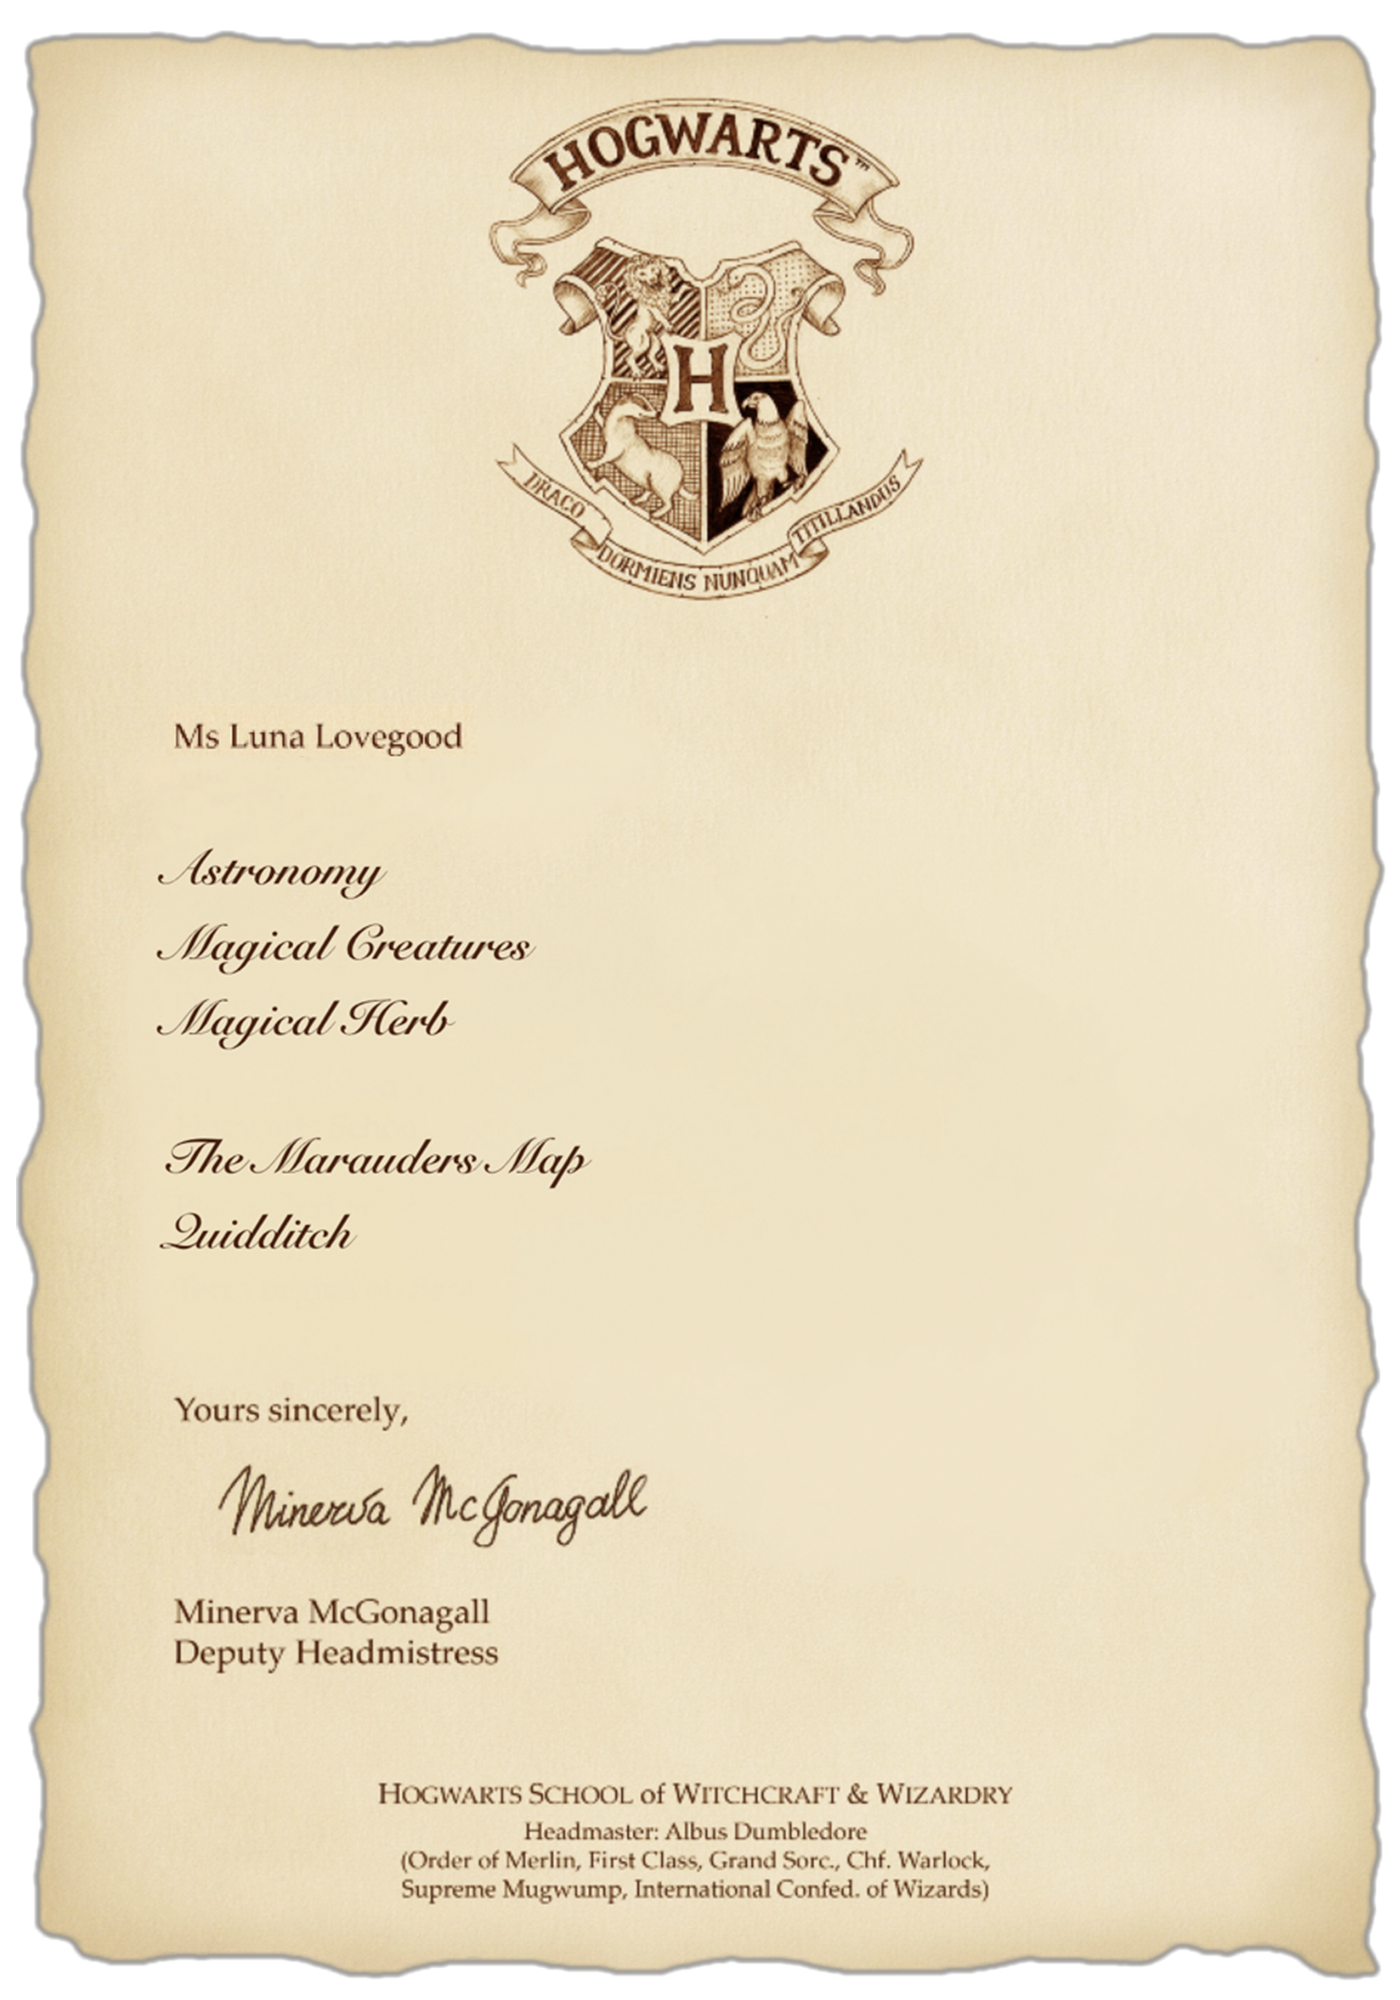 HOGWARTS™
H
DRACO DORMIENS NUNQUAM TITILLANDUS
Ms Luna Lovegood
Astronomy
Magical Creatures
Magical Herb
The Marauders Map
Quidditch
Yours sincerely,
Minerva McGonagall
Minerva McGonagall
Deputy Headmistress
HOGWARTS SCHOOL of WITCHCRAFT & WIZARDRY
Headmaster: Albus Dumbledore
(Order of Merlin, First Class, Grand Sorc., Chf. Warlock,
Supreme Mugwump, International Confed. of Wizards)